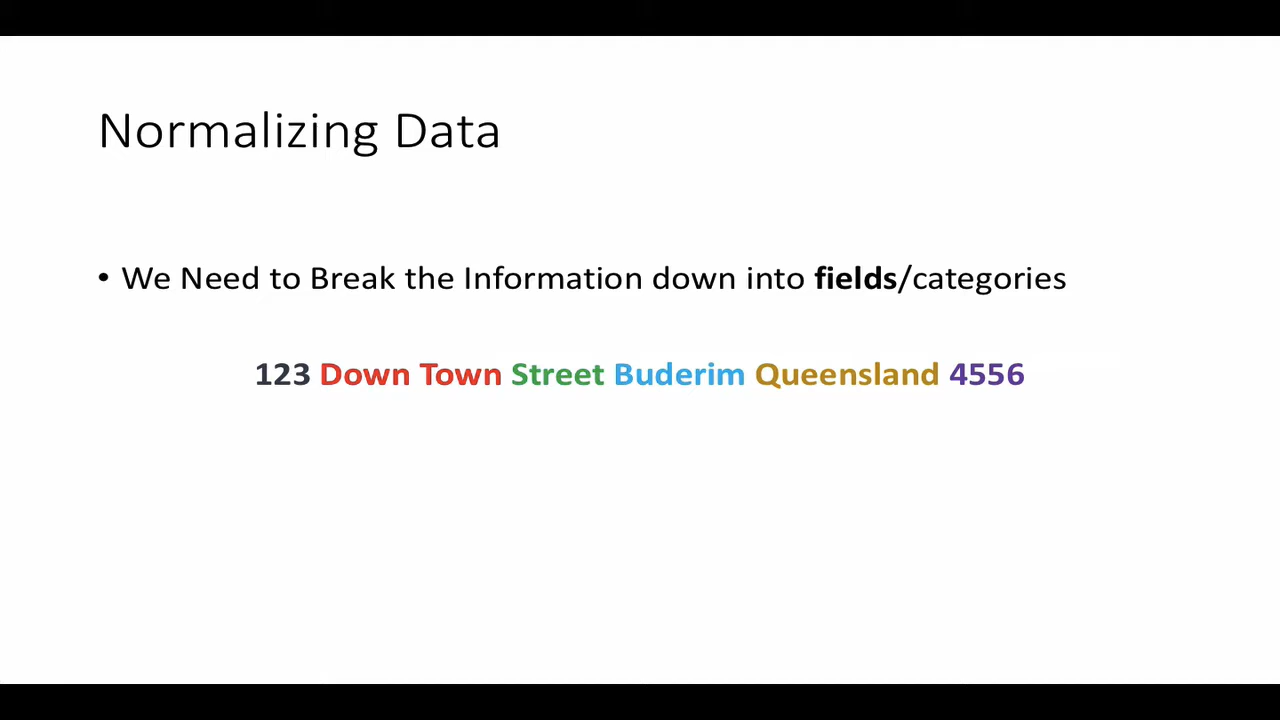 Normalizing Data
• We Need to Break the Information down into fields/categories
123 Down Town Street Buderim Queensland 4556